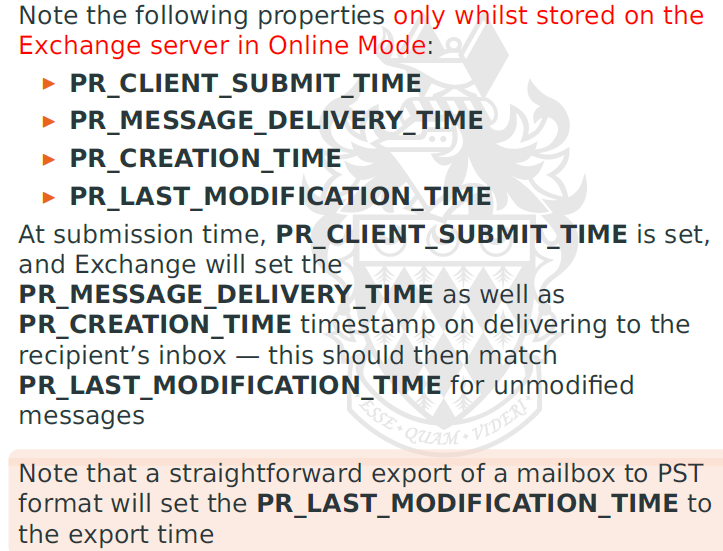 Note the following properties only whilst stored on the
Exchange server in Online Mode:
▶ PR_CLIENT_SUBMIT_TIME
▶ PR_MESSAGE_DELIVERY_TIME
▶ PR_CREATION_TIME
▶ PR_LAST_MODIFICATION_TIME
At submission time, PR_CLIENT_SUBMIT_TIME is set,
and Exchange will set the
PR_MESSAGE_DELIVERY_TIME as well as
PR_CREATION_TIME timestamp on delivering to the
recipient’s inbox — this should then match
PR_LAST_MODIFICATION_TIME for unmodified
messages
ESSE • QUAM • VIDERI
Note that a straightforward export of a mailbox to PST
format will set the PR_LAST_MODIFICATION_TIME to
the export time